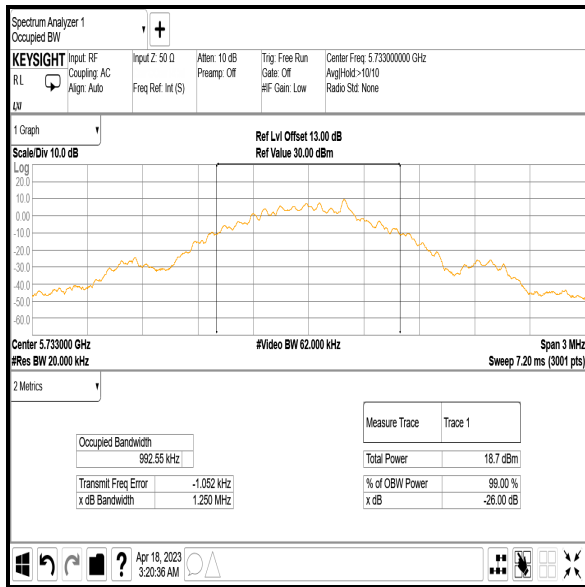 Spectrum Analyzer 1
Occupied BW
KEYSIGHT
RL
LXI
Input: RF
Coupling: AC
Align: Auto
Input Z: 50 Ω
Freq Ref: Int (S)
Atten: 10 dB
Preamp: Off
Trig: Free Run
Gate: Off
#IF Gain: Low
Center Freq: 5.733000000 GHz
Avg|Hold:>10/10
Radio Std: None
1 Graph
Scale/Div 10.0 dB
Ref Lvl Offset 13.00 dB
Ref Value 30.00 dBm
Log
20.0
10.0
0.00
-10.0
-20.0
-30.0
-40.0
-50.0
-60.0
Center 5.733000 GHz
#Res BW 20.000 kHz
#Video BW 62.000 kHz
Span 3 MHz
Sweep 7.20 ms (3001 pts)
2 Metrics
Occupied Bandwidth
992.55 kHz
Transmit Freq Error -1.052 kHz
x dB Bandwidth 1.250 MHz
Measure Trace Trace 1
Total Power 18.7 dBm
% of OBW Power 99.00 %
x dB -26.00 dB
?
Apr 18, 2023
3:20:36 AM